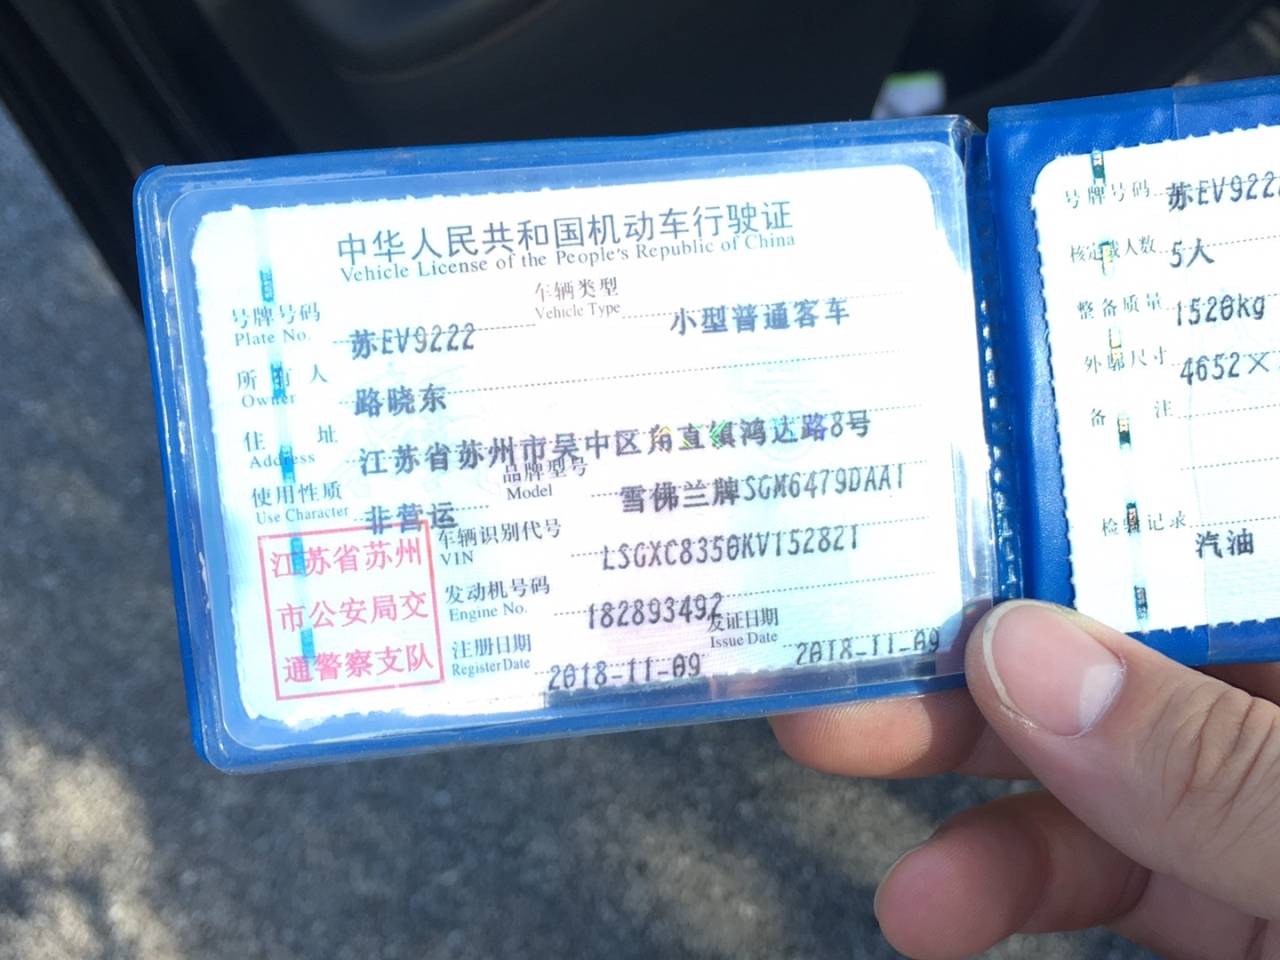 中华人民共和国机动车行驶证
Vehicle License of the People's Republic of China
号牌号码 苏EV9222 车辆类型 小型普通客车
Plate No. Vehicle Type
所有人 路晓东
Owner
住址 江苏省苏州市吴中区甪直镇鸿达路8号
Address
使用性质 非营运 品牌型号 雪佛兰牌SGM6479DAA1
Use Character Model
车辆识别代号 LSGXC8350KV152821
VIN
发动机号码 182893492
Engine No.
注册日期 2018-11-09 发证日期 2018-11-09
Register Date Issue Date
江苏省苏州
市公安局交
通警察支队
号牌号码 苏EV922
核定载人数 5人
整备质量 1520kg
外廓尺寸 4652×
备注
检验记录
汽油